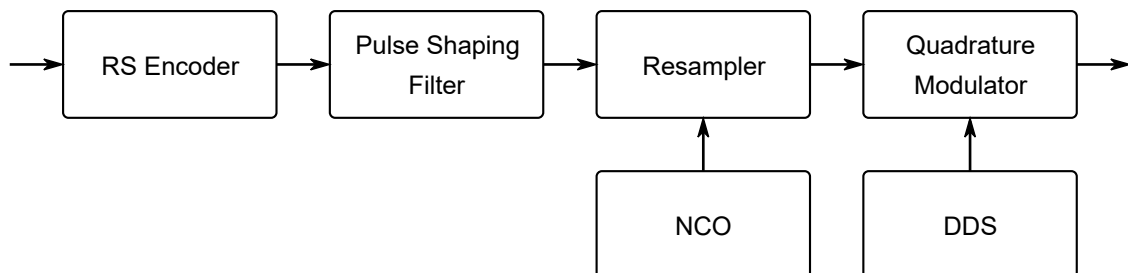 RS Encoder
Pulse Shaping
Filter
Resampler
Quadrature
Modulator
NCO
DDS